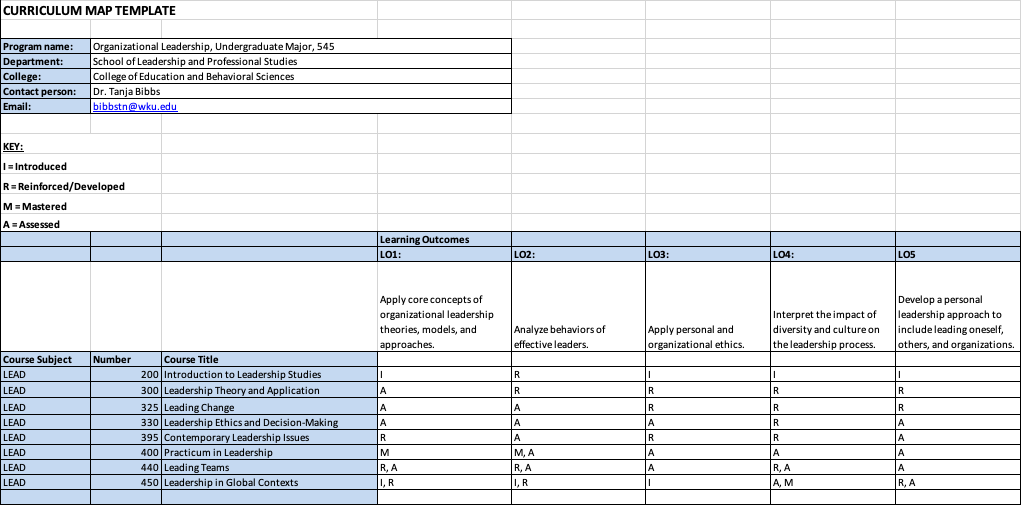 CURRICULUM MAP TEMPLATE
Program name: Organizational Leadership, Undergraduate Major, 545
Department: School of Leadership and Professional Studies
College: College of Education and Behavioral Sciences
Contact person: Dr. Tanja Bibbs
Email: bibbstn@wku.edu
KEY:
I = Introduced
R = Reinforced/Developed
M = Mastered
A = Assessed
Learning Outcomes
LO1: LO2: LO3: LO4: LO5
Apply core concepts of
organizational leadership
theories, models, and
approaches.
Analyze behaviors of
effective leaders.
Apply personal and
organizational ethics.
Interpret the impact of
diversity and culture on
the leadership process.
Develop a personal
leadership approach to
include leading oneself,
others, and organizations.
Course Subject Number Course Title
LEAD 200 Introduction to Leadership Studies I R I I I
LEAD 300 Leadership Theory and Application A R R R R
LEAD 325 Leading Change A A R R R
LEAD 330 Leadership Ethics and Decision-Making A A A R A
LEAD 395 Contemporary Leadership Issues R A R R A
LEAD 400 Practicum in Leadership M M, A A A A
LEAD 440 Leading Teams R, A R, A A R, A A
LEAD 450 Leadership in Global Contexts I, R I, R I A, M R, A